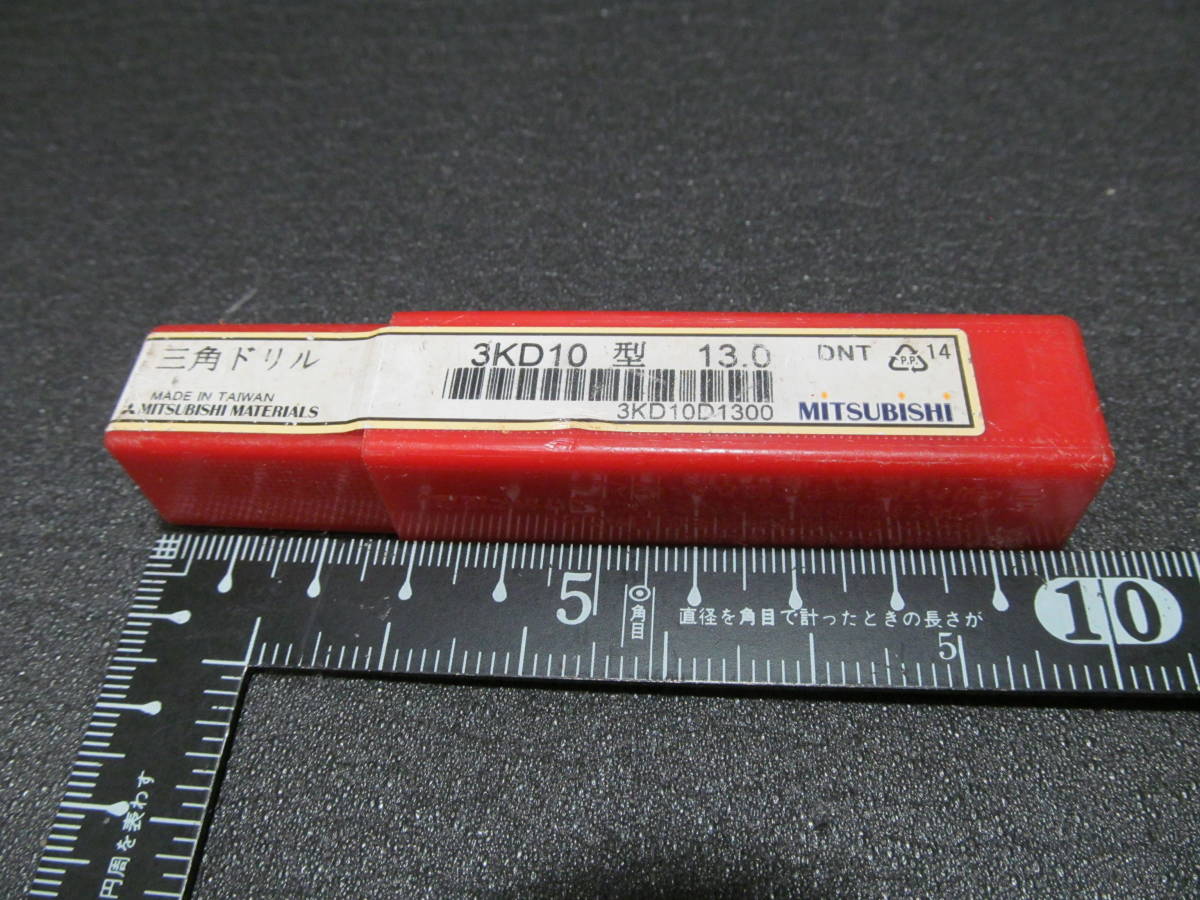 三角ドリル
MADE IN TAIWAN
MITSUBISHI MATERIALS
3KD10 型 13.0
3KD10D1300
DNT
P.P.
14
MITSUBISHI
5
角目
直径を角目で計ったときの長さが
5
10
円周を表わす